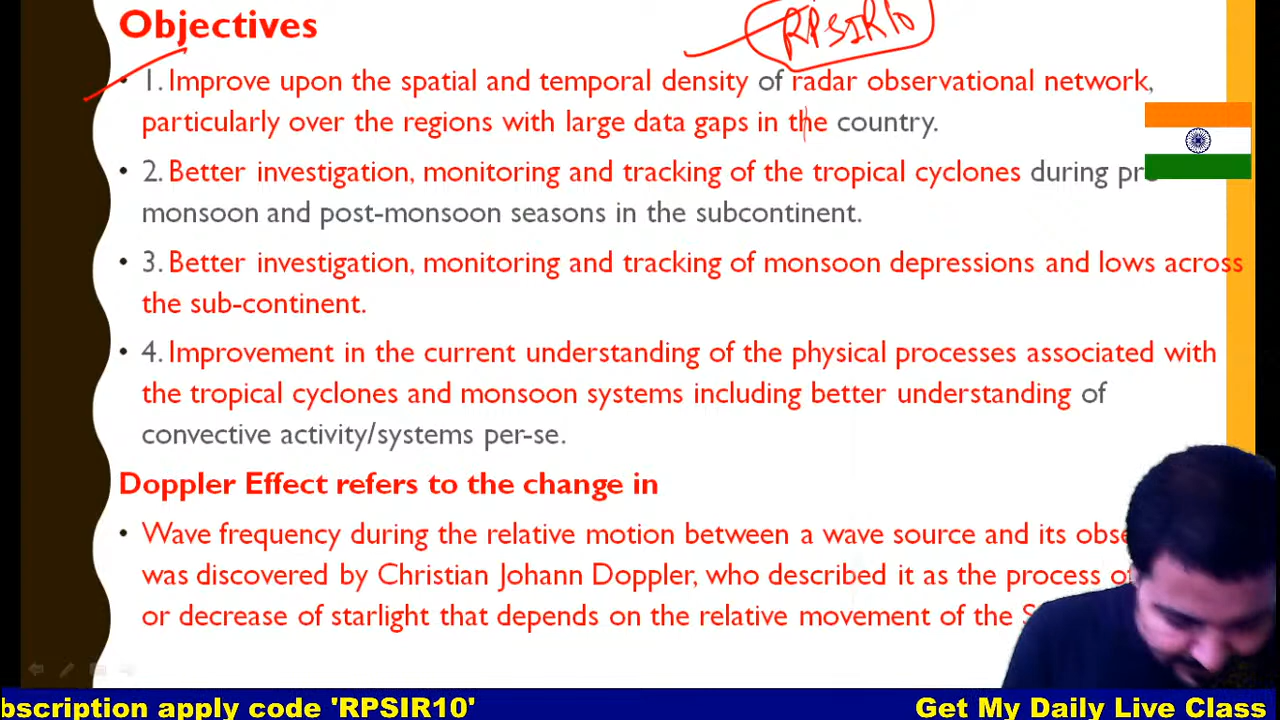 Objectives
RPSIR10
• 1. Improve upon the spatial and temporal density of radar observational network,
particularly over the regions with large data gaps in the country.
• 2. Better investigation, monitoring and tracking of the tropical cyclones during pre
monsoon and post-monsoon seasons in the subcontinent.
• 3. Better investigation, monitoring and tracking of monsoon depressions and lows across
the sub-continent.
• 4. Improvement in the current understanding of the physical processes associated with
the tropical cyclones and monsoon systems including better understanding of
convective activity/systems per-se.
Doppler Effect refers to the change in
• Wave frequency during the relative motion between a wave source and its
was discovered by Christian Johann Doppler, who described it as the process
or decrease of starlight that depends on the relative movement of the
bscription apply code 'RPSIR10' Get My Daily Live Class